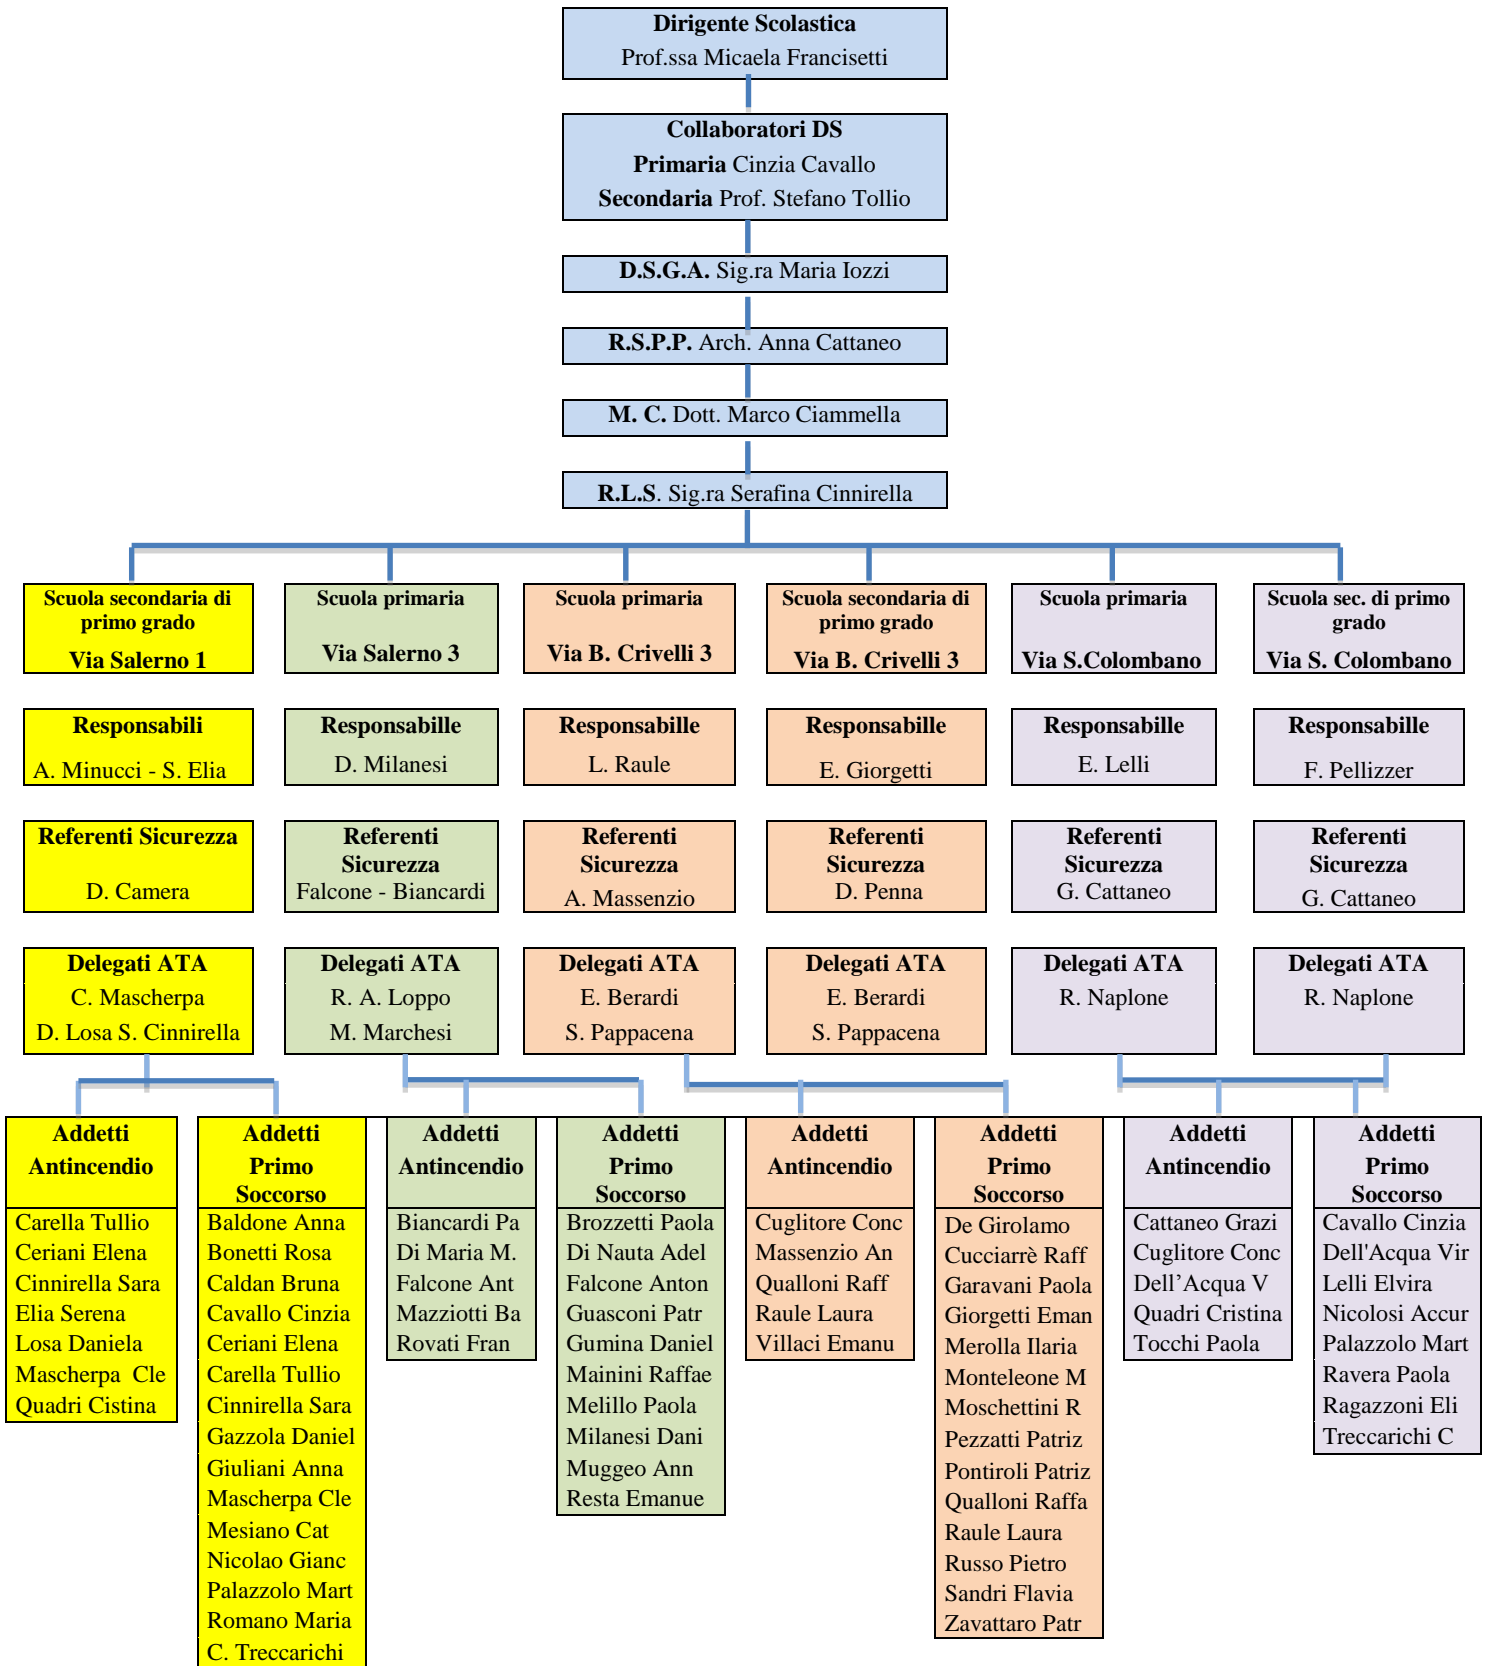 Dirigente Scolastica
Prof.ssa Micaela Francisetti
Collaboratori DS
Primaria Cinzia Cavallo
Secondaria Prof. Stefano Tollio
D.S.G.A. Sig.ra Maria Iozzi
R.S.P.P. Arch. Anna Cattaneo
M. C. Dott. Marco Ciammella
R.L.S. Sig.ra Serafina Cinnirella
Scuola secondaria di
primo grado
Via Salerno 1
Scuola primaria
Via Salerno 3
Scuola primaria
Via B. Crivelli 3
Scuola secondaria di
primo grado
Via B. Crivelli 3
Scuola primaria
Via S.Colombano
Scuola sec. di primo
grado
Via S. Colombano
Responsabili
A. Minucci - S. Elia
Responsabille
D. Milanesi
Responsabille
L. Raule
Responsabille
E. Giorgetti
Responsabille
E. Lelli
Responsabille
F. Pellizzer
Referenti Sicurezza
D. Camera
Referenti
Sicurezza
Falcone - Biancardi
Referenti
Sicurezza
A. Massenzio
Referenti
Sicurezza
D. Penna
Referenti
Sicurezza
G. Cattaneo
Referenti
Sicurezza
G. Cattaneo
Delegati ATA
C. Mascherpa
D. Losa S. Cinnirella
Delegati ATA
R. A. Loppo
M. Marchesi
Delegati ATA
E. Berardi
S. Pappacena
Delegati ATA
E. Berardi
S. Pappacena
Delegati ATA
R. Naplone
Delegati ATA
R. Naplone
Addetti
Antincendio
Carella Tullio
Ceriani Elena
Cinnirella Sara
Elia Serena
Losa Daniela
Mascherpa  Cle
Quadri Cistina
Addetti
Primo
Soccorso
Baldone Anna
Bonetti Rosa
Caldan Bruna
Cavallo Cinzia
Ceriani Elena
Carella Tullio
Cinnirella Sara
Gazzola Daniel
Giuliani Anna
Mascherpa Cle
Mesiano Cat
Nicolao Gianc
Palazzolo Mart
Romano Maria
C. Treccarichi
Addetti
Antincendio
Biancardi Pa
Di Maria M.
Falcone Ant
Mazziotti Ba
Rovati Fran
Addetti
Primo
Soccorso
Brozzetti Paola
Di Nauta Adel
Falcone Anton
Guasconi Patr
Gumina Daniel
Mainini Raffae
Melillo Paola
Milanesi Dani
Muggeo Ann
Resta Emanue
Addetti
Antincendio
Cuglitore Conc
Massenzio An
Qualloni Raff
Raule Laura
Villaci Emanu
Addetti
Primo
Soccorso
De Girolamo
Cucciarrè Raff
Garavani Paola
Giorgetti Eman
Merolla Ilaria
Monteleone M
Moschettini R
Pezzatti Patriz
Pontiroli Patriz
Qualloni Raffa
Raule Laura
Russo Pietro
Sandri Flavia
Zavattaro Patr
Addetti
Antincendio
Cattaneo Grazi
Cuglitore Conc
Dell’Acqua V
Quadri Cristina
Tocchi Paola
Addetti
Primo
Soccorso
Cavallo Cinzia
Dell'Acqua Vir
Lelli Elvira
Nicolosi Accur
Palazzolo Mart
Ravera Paola
Ragazzoni Eli
Treccarichi C